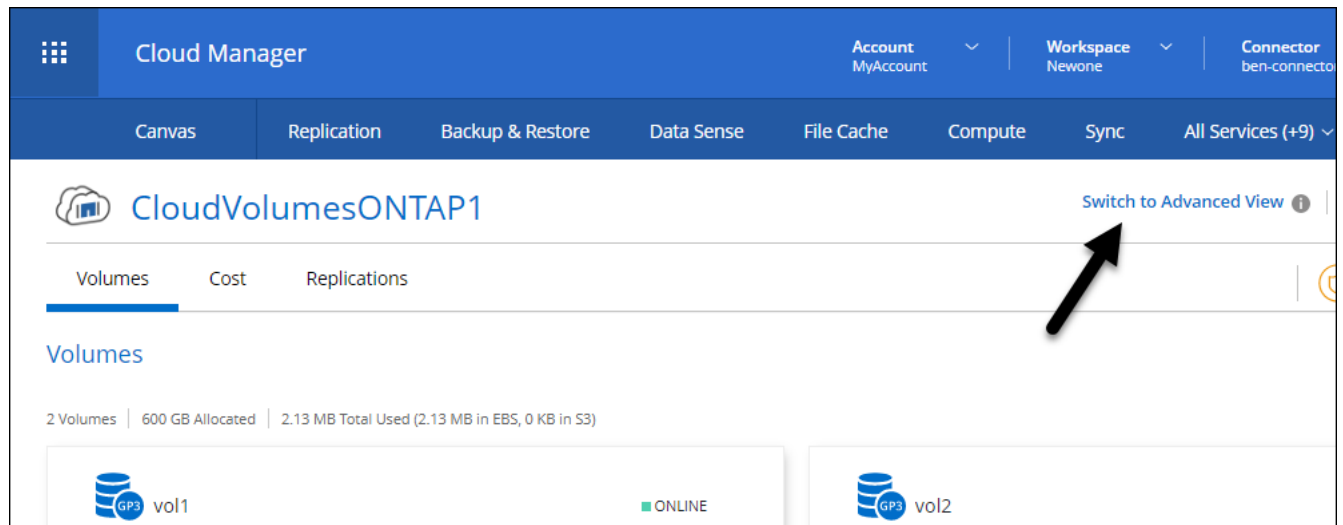 Cloud Manager
Account
MyAccount
Workspace
Newone
Connector
ben-connecto
Canvas Replication Backup & Restore Data Sense File Cache Compute Sync All Services (+9)
CloudVolumesONTAP1
Switch to Advanced View
Volumes Cost Replications
Volumes
2 Volumes | 600 GB Allocated | 2.13 MB Total Used (2.13 MB in EBS, 0 KB in S3)
GP3 vol1 ONLINE
GP3 vol2